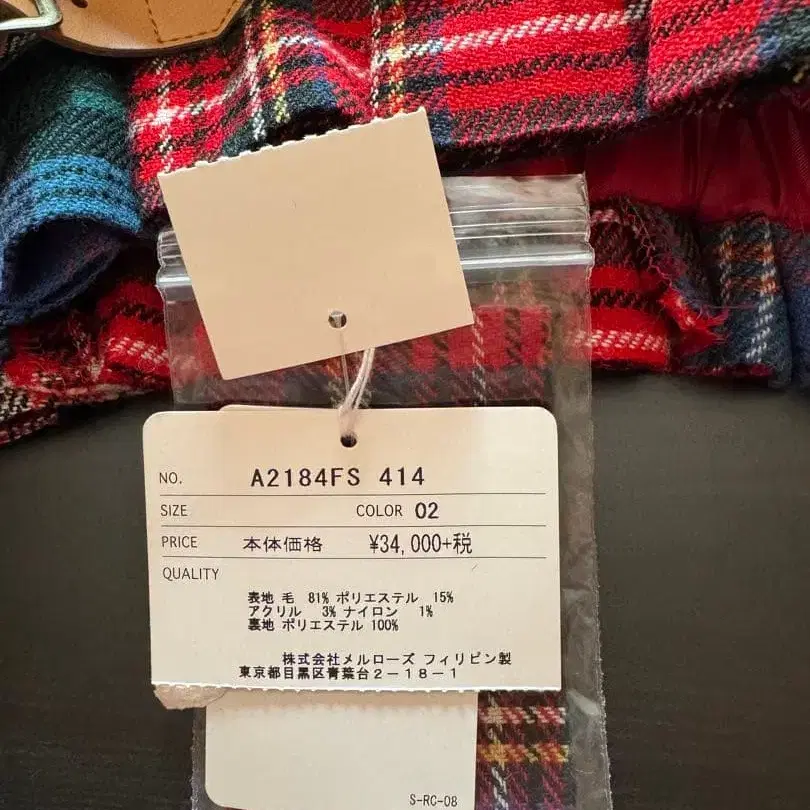 NO. A2184FS 414
SIZE COLOR 02
PRICE 本体価格 ¥34,000+税
QUALITY
表地 毛 81% ポリエステル 15%
アクリル 3% ナイロン 1%
裏地 ポリエステル 100%
株式会社メルローズ フィリピン製
東京都目黒区青葉台2-18-1
S-RC-08